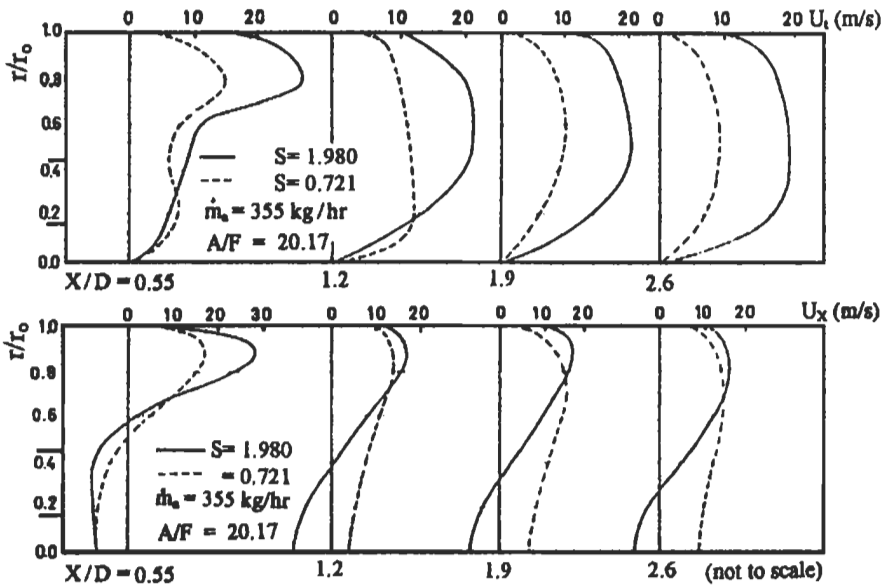 0 10 20 0 10 20 0 10 20 0 10 20 Uₜ (m/s)
r/rₒ
0.8
0.6
0.4
0.2
0.0
S= 1.980
S= 0.721
ṁₐ = 355 kg/hr
A/F = 20.17
X/D = 0.55 1.2 1.9 2.6
0 10 20 30 0 20 0 10 20 0 10 20 Uₓ (m/s)
r/rₒ
1.0
0.8
0.6
0.4
0.2
0.0
S= 1.980
= 0.721
ṁₐ = 355 kg/hr
A/F = 20.17
X/D = 0.55 1.2 1.9 2.6 (not to scale)